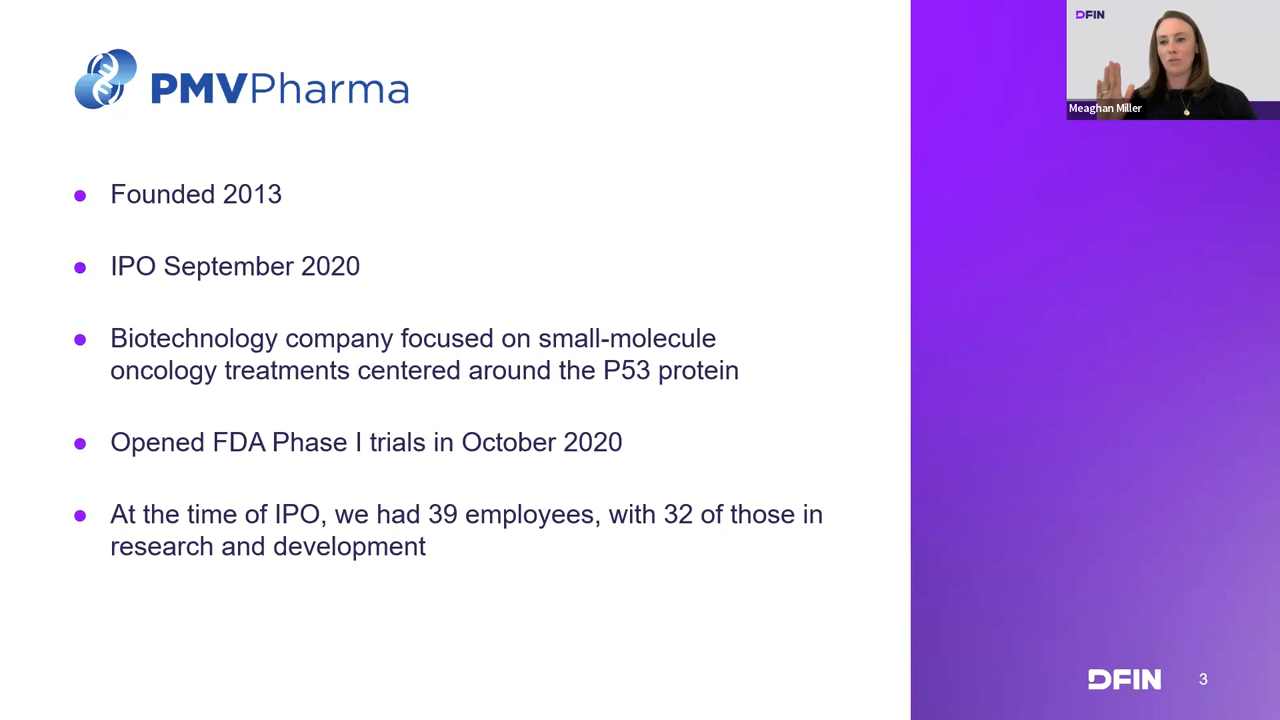 PMVPharma
Founded 2013
IPO September 2020
Biotechnology company focused on small-molecule
oncology treatments centered around the P53 protein
Opened FDA Phase I trials in October 2020
At the time of IPO, we had 39 employees, with 32 of those in
research and development
DFIN
Meaghan Miller
DFIN
3